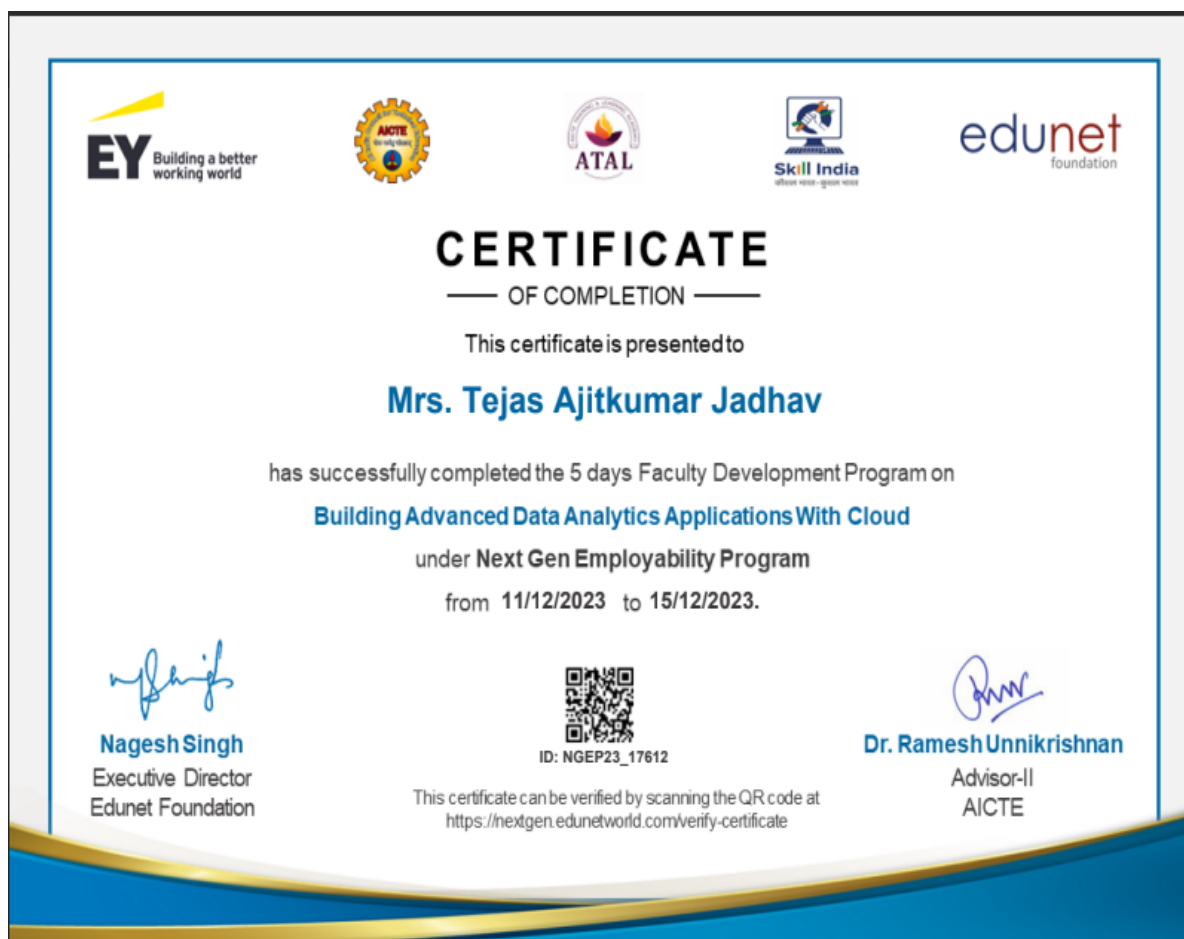 EY Building a better
working world
AICTE
ATAL
Skill India
कौशल भारत-कुशल भारत
edunet
foundation
CERTIFICATE
OF COMPLETION
This certificate is presented to
Mrs. Tejas Ajitkumar Jadhav
has successfully completed the 5 days Faculty Development Program on
Building Advanced Data Analytics Applications With Cloud
under Next Gen Employability Program
from 11/12/2023 to 15/12/2023.
Nagesh Singh
Executive Director
Edunet Foundation
ID: NGEP23_17612
This certificate can be verified by scanning the QR code at
https://nextgen.edunetworld.com/verify-certificate
Dr. Ramesh Unnikrishnan
Advisor-II
AICTE